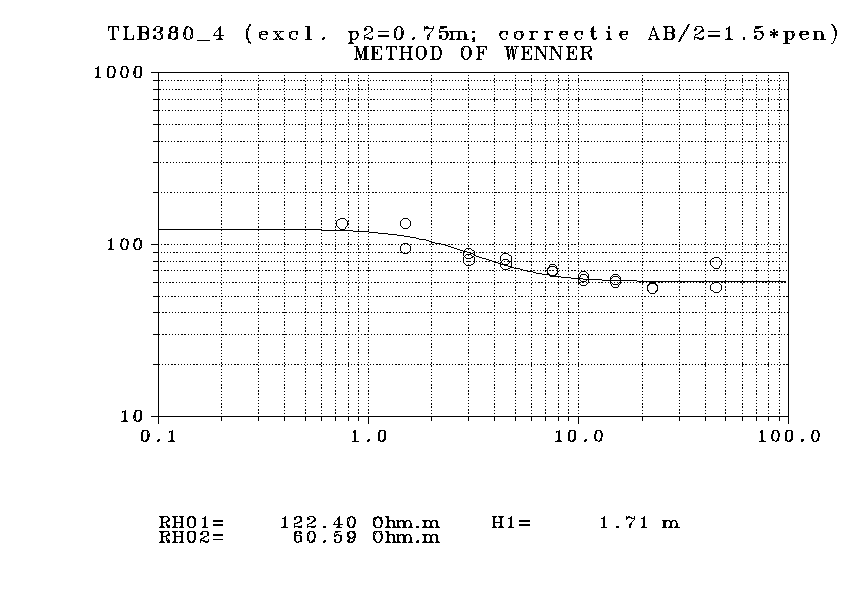 TLB380_4 (excl. p2=0.75m; correctie AB/2=1.5*pen)
METHOD OF WENNER
1000
100
10
0.1 1.0 10.0 100.0
RHO1= 122.40 Ohm.m H1= 1.71 m
RHO2= 60.59 Ohm.m